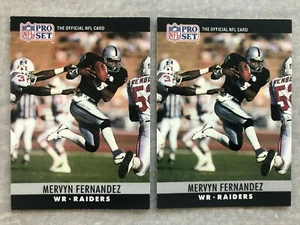 PRO SET
THE OFFICIAL NFL CARD
MERVYN FERNANDEZ
WR · RAIDERS
PRO SET
THE OFFICIAL NFL CARD
MERVYN FERNANDEZ
WR · RAIDERS